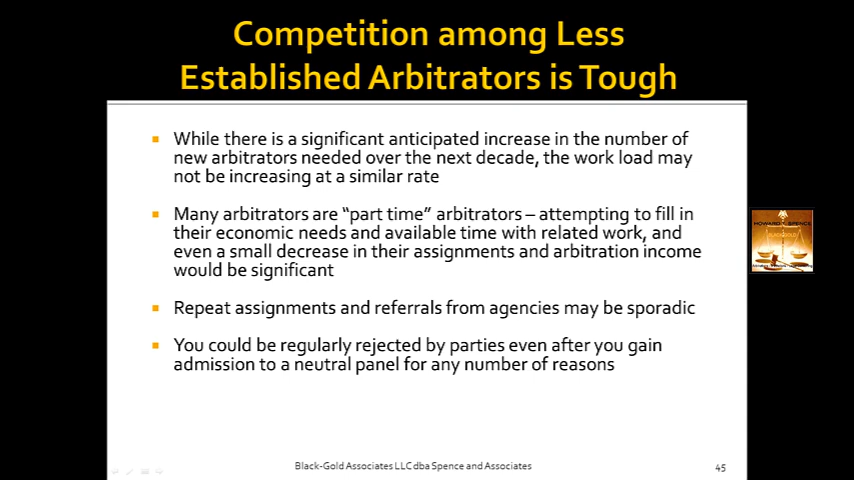 Competition among Less
Established Arbitrators is Tough
While there is a significant anticipated increase in the number of
new arbitrators needed over the next decade, the work load may
not be increasing at a similar rate
Many arbitrators are “part time” arbitrators – attempting to fill in
their economic needs and available time with related work, and
even a small decrease in their assignments and arbitration income
would be significant
Repeat assignments and referrals from agencies may be sporadic
You could be regularly rejected by parties even after you gain
admission to a neutral panel for any number of reasons
Black-Gold Associates LLC dba Spence and Associates
45